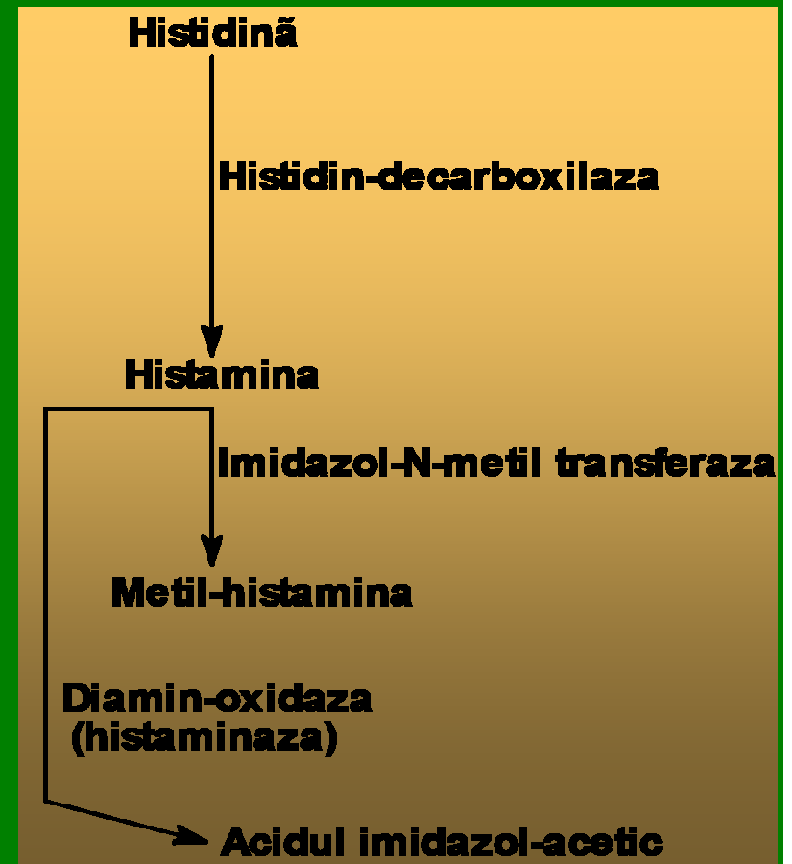 Histidinã
Histidin-decarboxilaza
Histamina
Imidazol-N-metil transferaza
Metil-histamina
Diamin-oxidaza
(histaminaza)
Acidul imidazol-acetic